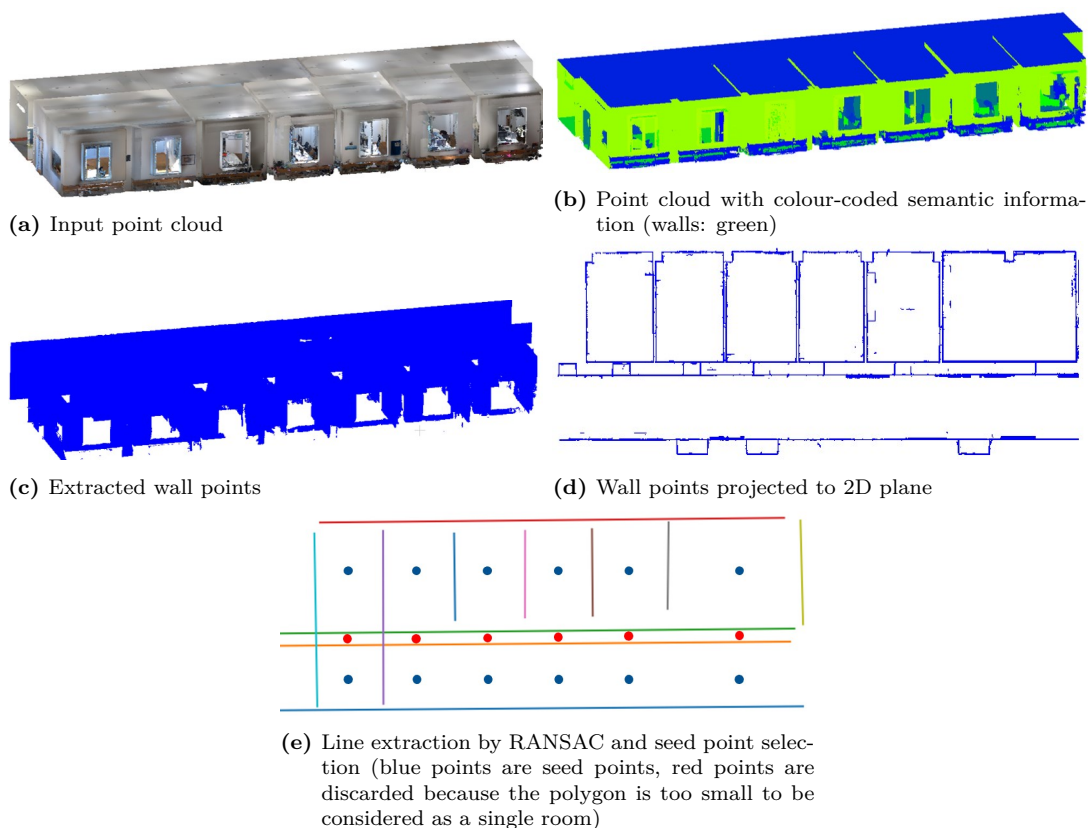 (a) Input point cloud
(b) Point cloud with colour-coded semantic informa-
tion (walls: green)
(c) Extracted wall points
(d) Wall points projected to 2D plane
(e) Line extraction by RANSAC and seed point selec-
tion (blue points are seed points, red points are
discarded because the polygon is too small to be
considered as a single room)